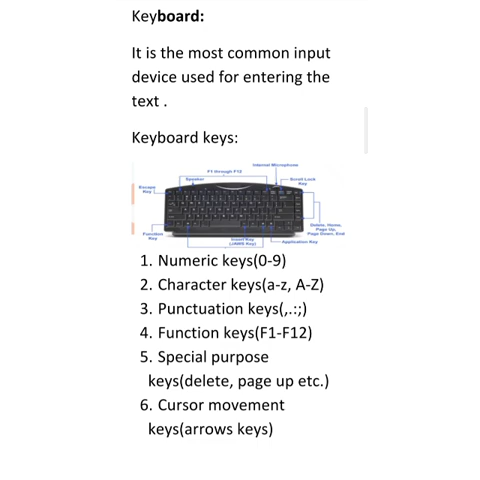 Keyboard:
It is the most common input
device used for entering the
text .
Keyboard keys:
Internal Microphone
F1 through F12
Speaker
Scroll Lock
Key
Escape
Key
Function
Key
Insert Key
Application Key
Delete, Home,
Page Up,
Page Down, End
1. Numeric keys(0-9)
2. Character keys(a-z, A-Z)
3. Punctuation keys(,.:;)
4. Function keys(F1-F12)
5. Special purpose
keys(delete, page up etc.)
6. Cursor movement
keys(arrows keys)